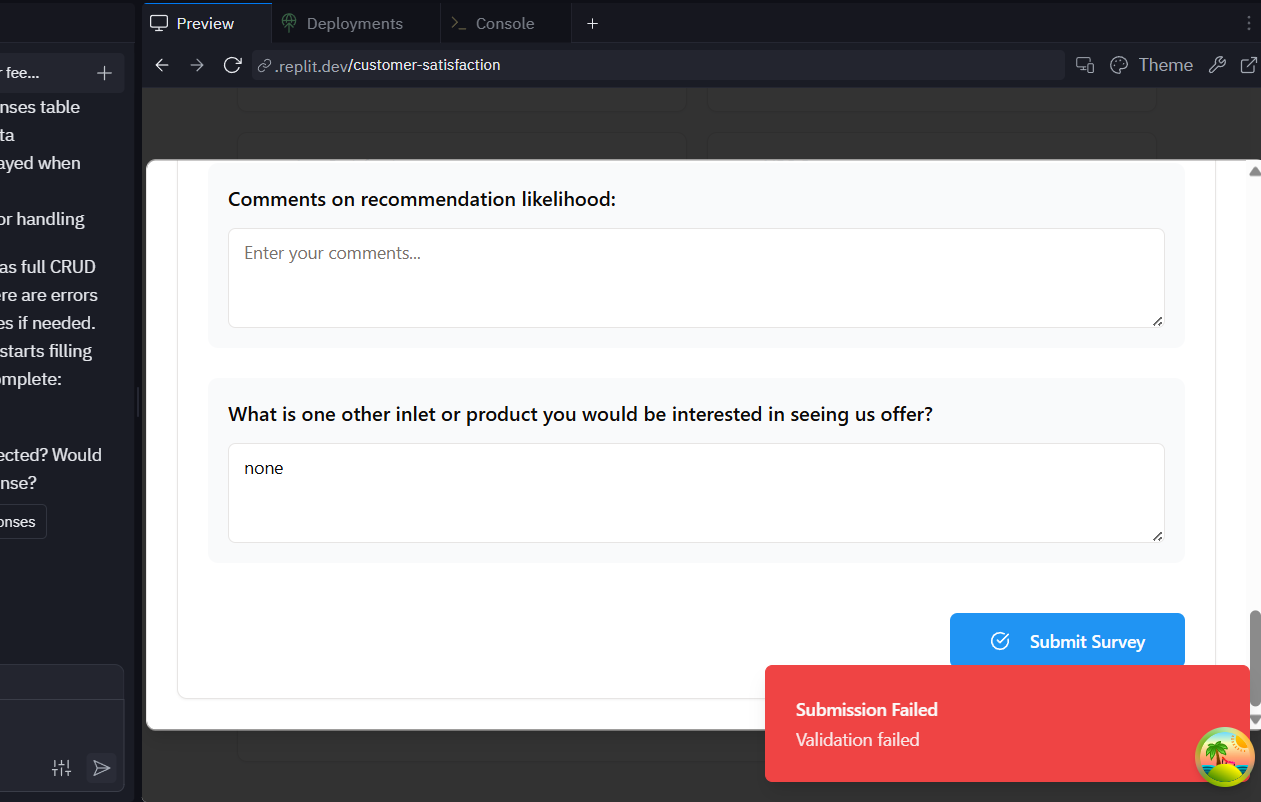 Preview
Deployments
Console
.replit.dev/customer-satisfaction
Theme
fee...
nses table
ta
ayed when
or handling
as full CRUD
re are errors
es if needed.
starts filling
omplete:
ected? Would
nse?
onses
Comments on recommendation likelihood:
Enter your comments...
What is one other inlet or product you would be interested in seeing us offer?
none
Submit Survey
Submission Failed
Validation failed